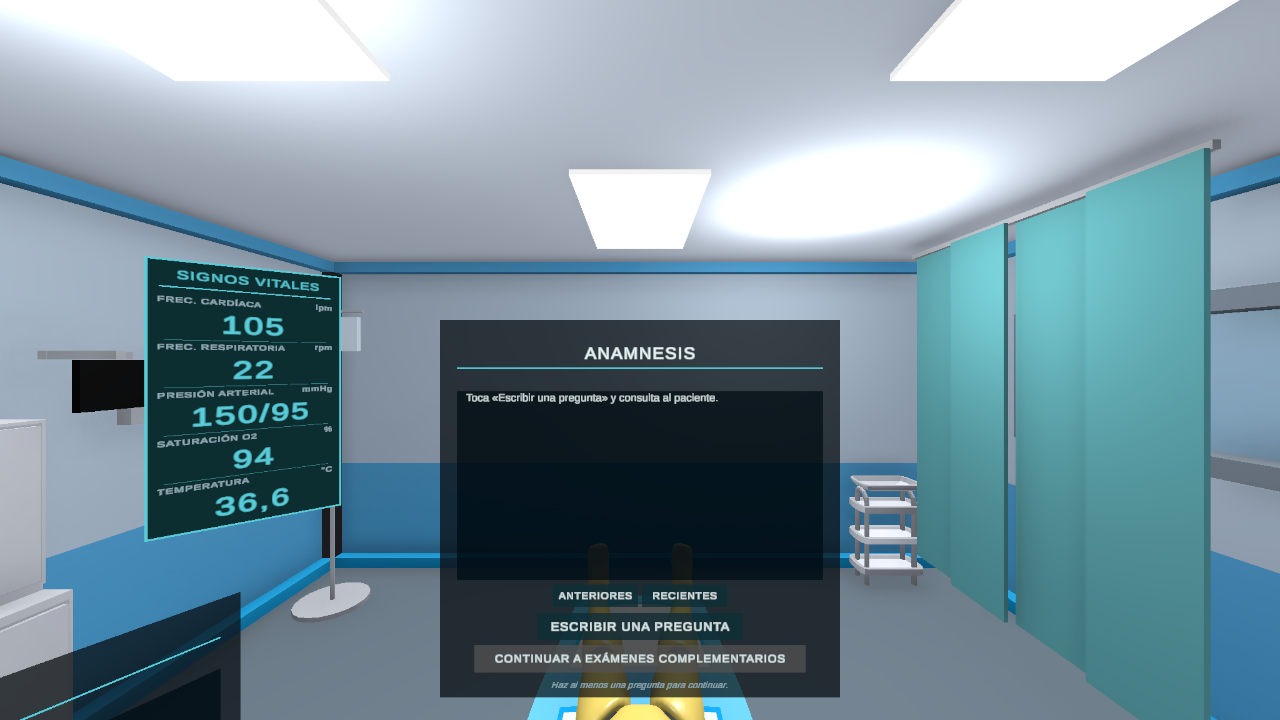 SIGNOS VITALES
FREC. CARDÍACA lpm
105
FREC. RESPIRATORIA rpm
22
PRESIÓN ARTERIAL mmHg
150/95
SATURACIÓN O2 %
94
TEMPERATURA °C
36,6
ANAMNESIS
Toca «Escribir una pregunta» y consulta al paciente.
ANTERIORES RECIENTES
ESCRIBIR UNA PREGUNTA
CONTINUAR A EXÁMENES COMPLEMENTARIOS
Haz al menos una pregunta para continuar.